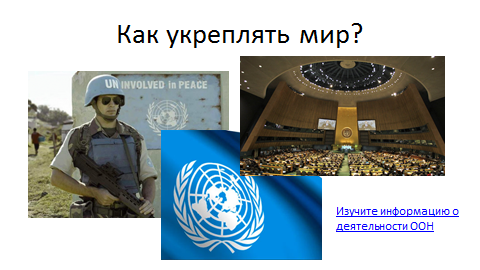 Как укреплять мир?
UN INVOLVED in PEACE
Изучите информацию о
деятельности ООН